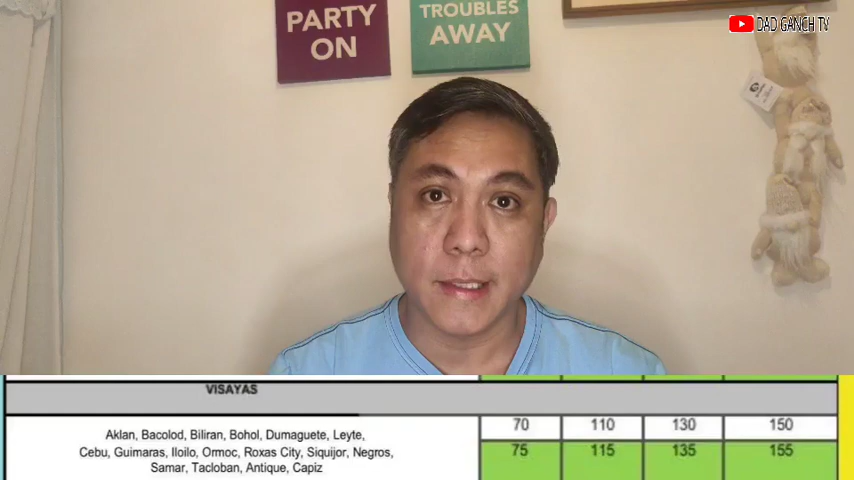 PARTY
ON
TROUBLES
AWAY
DAD GANCH TV
VISAYAS
70 110 130 150
Aklan, Bacolod, Biliran, Bohol, Dumaguete, Leyte,
Cebu, Guimaras, Iloilo, Ormoc, Roxas City, Siquijor, Negros,
75 115 135 155
Samar, Tacloban, Antique, Capiz